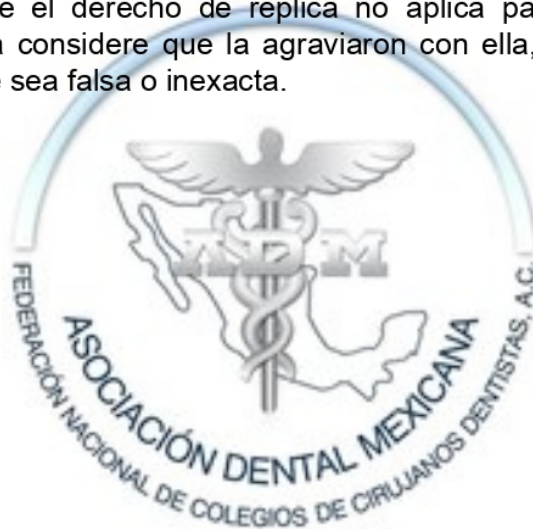 e el derecho de réplica no aplica pa
a considere que la agraviaron con ella,
e sea falsa o inexacta.
ADM
ASOCIACIÓN DENTAL MEXICANA
FEDERACIÓN NACIONAL DE COLEGIOS DE CIRUJANOS DENTISTAS, A.C.